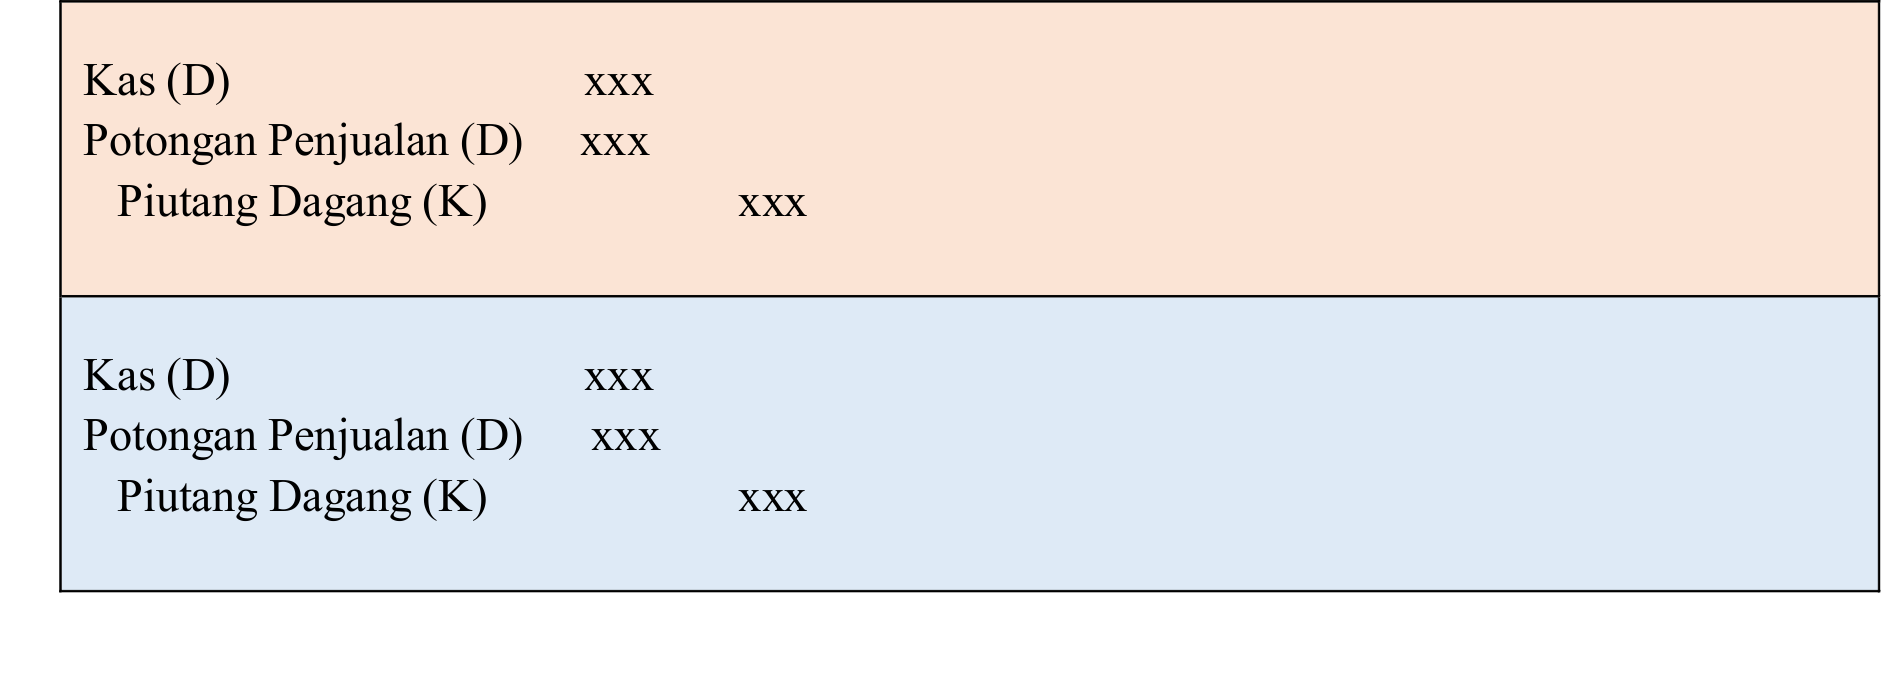 Kas (D) xxx
Potongan Penjualan (D) xxx
Piutang Dagang (K) xxx
Kas (D) xxx
Potongan Penjualan (D) xxx
Piutang Dagang (K) xxx